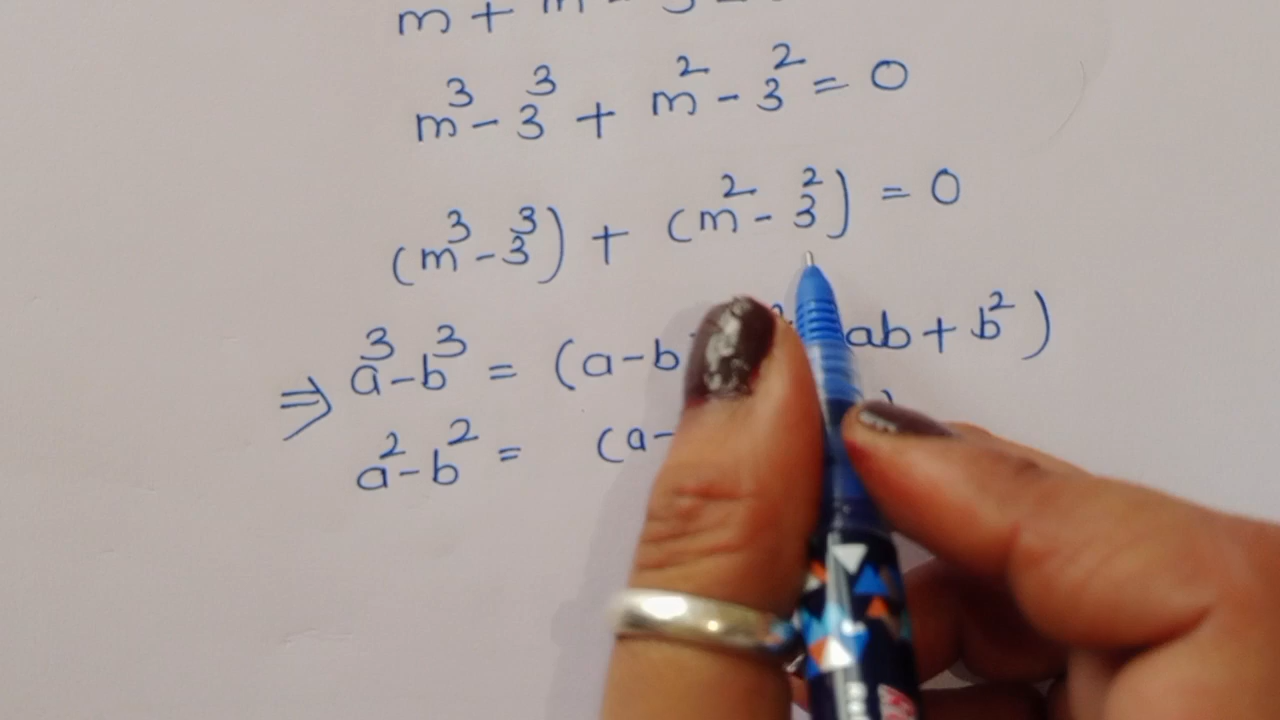 m +
m³ - 3³ + m² - 3² = 0
(m³ - 3³) + (m² - 3²) = 0
⇒ a³ - b³ = (a - b ab + b²)
a² - b² = (a -